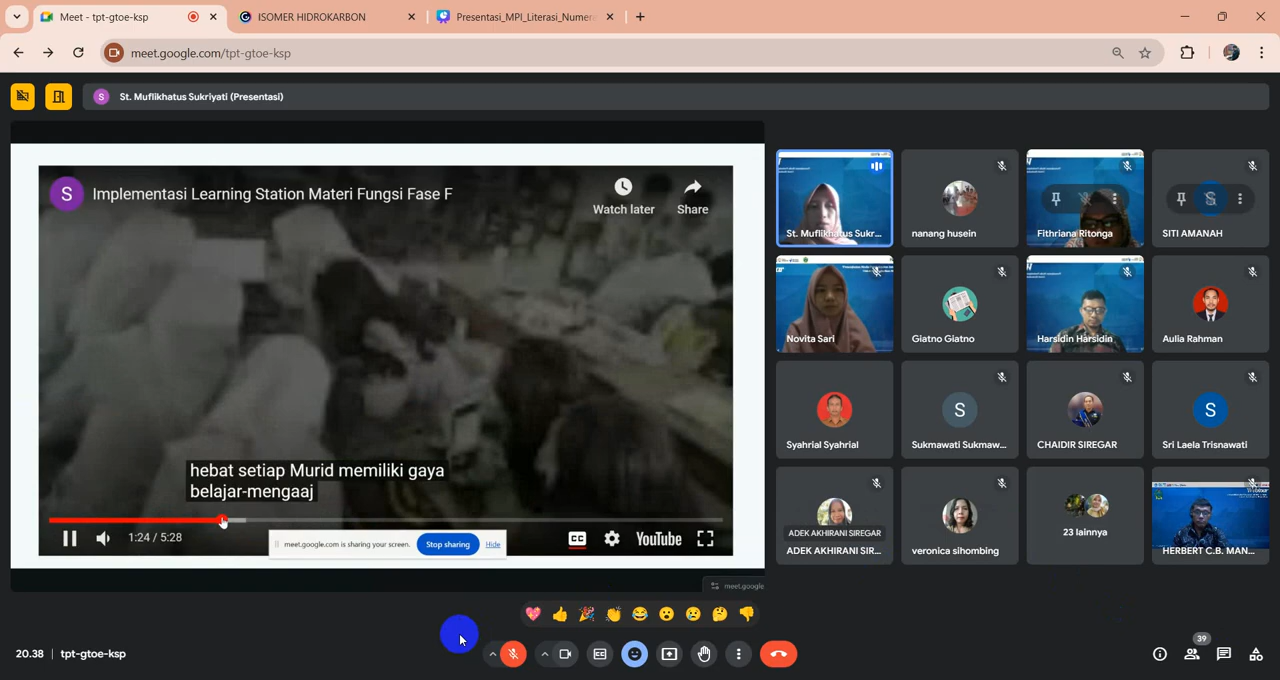 Meet - tpt-gtoe-ksp
ISOMER HIDROKARBON
Presentasi_MPI_Literasi_Numera
meet.google.com/tpt-gtoe-ksp
S
St. Muflikhatus Sukriyati (Presentasi)
S
Implementasi Learning Station Materi Fungsi Fase F
Watch later
Share
hebat setiap Murid memiliki gaya
belajar-mengaaj
1:24 / 5:28
meet.google.com is sharing your screen.
Stop sharing
Hide
CC
YouTube
meet.google
St. Muflikhatus Sukr...
nanang husein
Fithriana Ritonga
SITI AMANAH
Novita Sari
Giatno Giatno
Harsidin Harsidin
Aulia Rahman
Syahrial Syahrial
S
Sukmawati Sukmaw...
CHAIDIR SIREGAR
S
Sri Laela Trisnawati
ADEK AKHIRANI SIREGAR
ADEK AKHIRANI SIR...
veronica sihombing
23 lainnya
HERBERT C.B. MAN...
20.38
tpt-gtoe-ksp
39